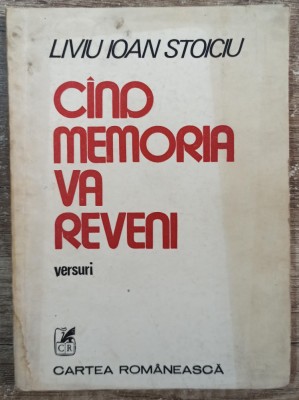 LIVIU IOAN STOICIU
CÎND
MEMORIA
VA
REVENI
versuri
CR
CARTEA ROMÂNEASCĂ